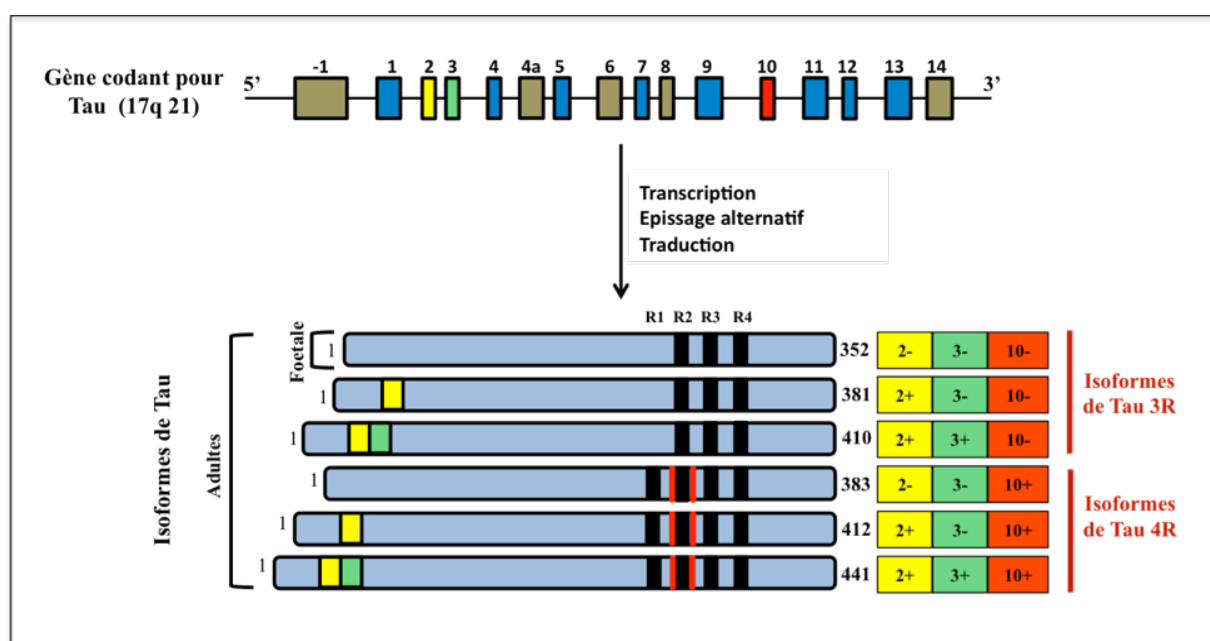 -1 1 2 3 4 4a 5 6 7 8 9 10 11 12 13 14
Gène codant pour
Tau (17q 21)
5’ 3’
Transcription
Epissage alternatif
Traduction
Isoformes de Tau
Adultes
Foetale
R1 R2 R3 R4
1 352 2- 3- 10-
1 381 2+ 3- 10-
1 410 2+ 3+ 10-
Isoformes
de Tau 3R
1 383 2- 3- 10+
1 412 2+ 3- 10+
1 441 2+ 3+ 10+
Isoformes
de Tau 4R